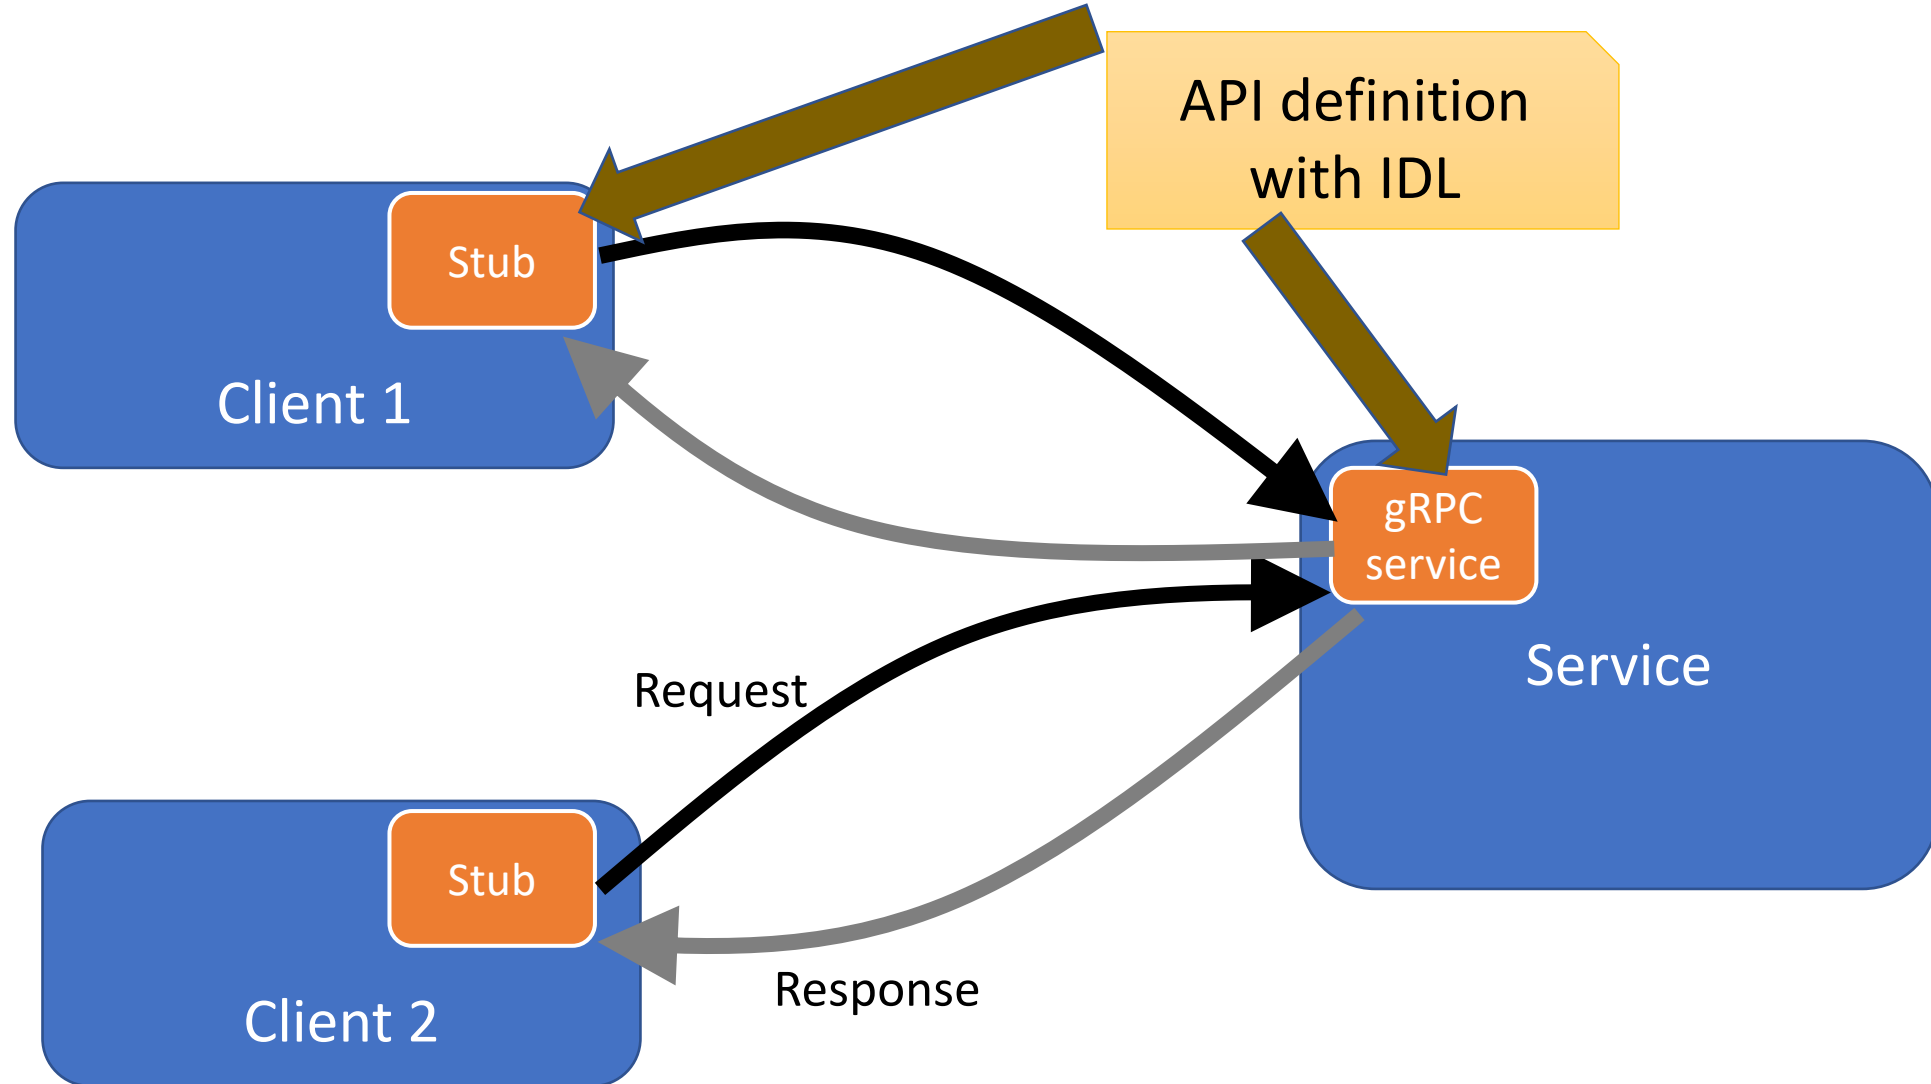 API definition
with IDL
Stub
Client 1
gRPC
service
Service
Request
Stub
Response
Client 2